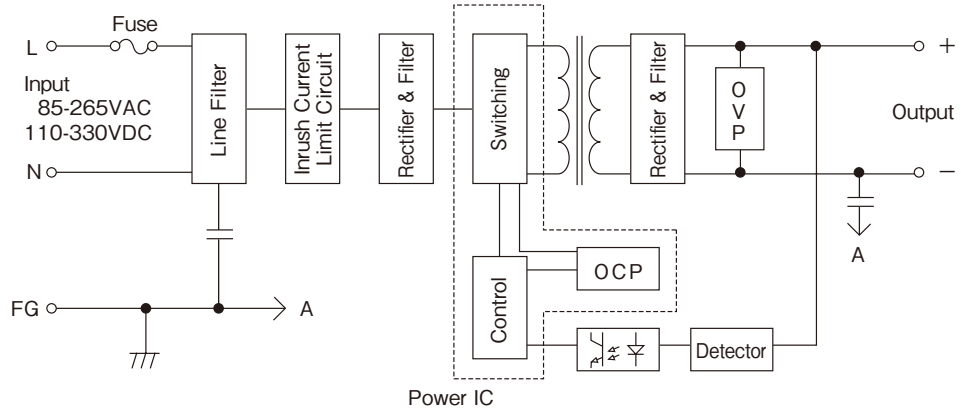 Fuse
L
Input
85-265VAC
110-330VDC
N
Line Filter
Inrush Current
Limit Circuit
Rectifier & Filter
Switching
Rectifier & Filter
O
V
P
+
Output
−
A
Control
OCP
FG
A
Detector
Power IC